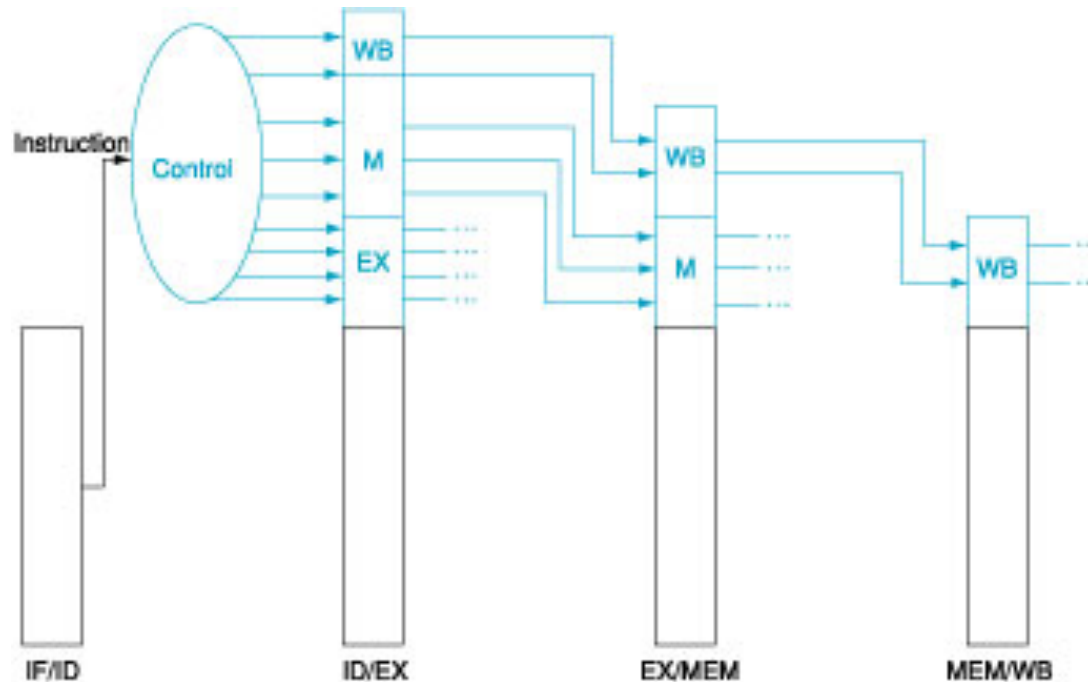 WB
Instruction
Control
M
WB
EX
M
WB
IF/ID
ID/EX
EX/MEM
MEM/WB